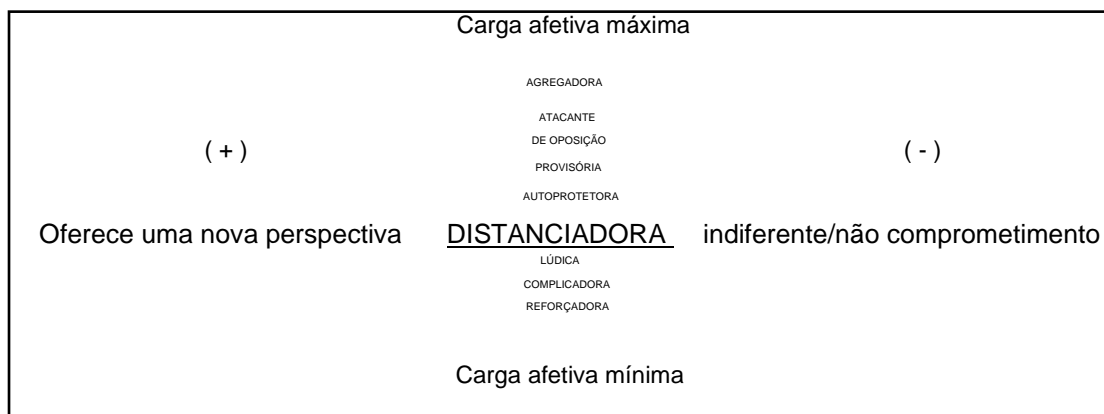 Carga afetiva máxima
AGREGADORA
ATACANTE
DE OPOSIÇÃO
( + ) ( - )
PROVISÓRIA
AUTOPROTETORA
Oferece uma nova perspectiva DISTANCIADORA indiferente/não comprometimento
LÚDICA
COMPLICADORA
REFORÇADORA
Carga afetiva mínima